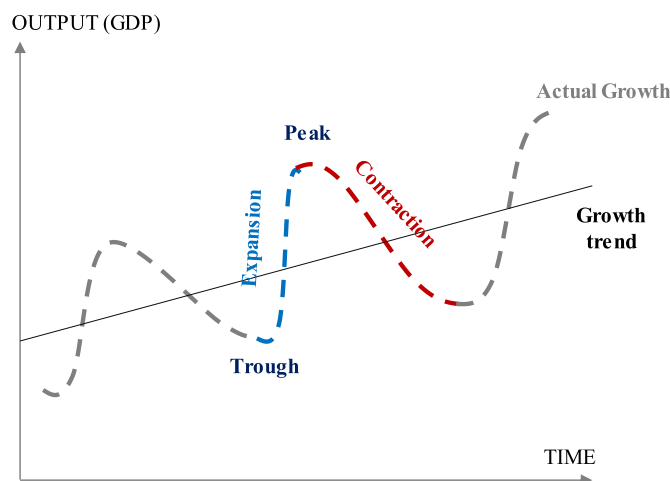 OUTPUT (GDP)
Actual Growth
Peak
Contraction
Expansion
Growth
trend
Trough
TIME